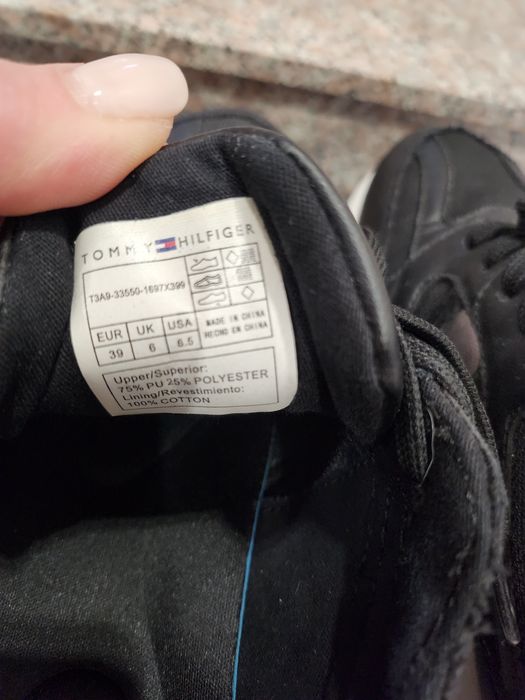 TOMMY HILFIGER
T3A9-33550-1697X399
EUR UK USA
39 6 6.5
MADE IN CHINA
HECHO EN CHINA
Upper/Superior:
75% PU 25% POLYESTER
Lining/Revestimiento:
100% COTTON